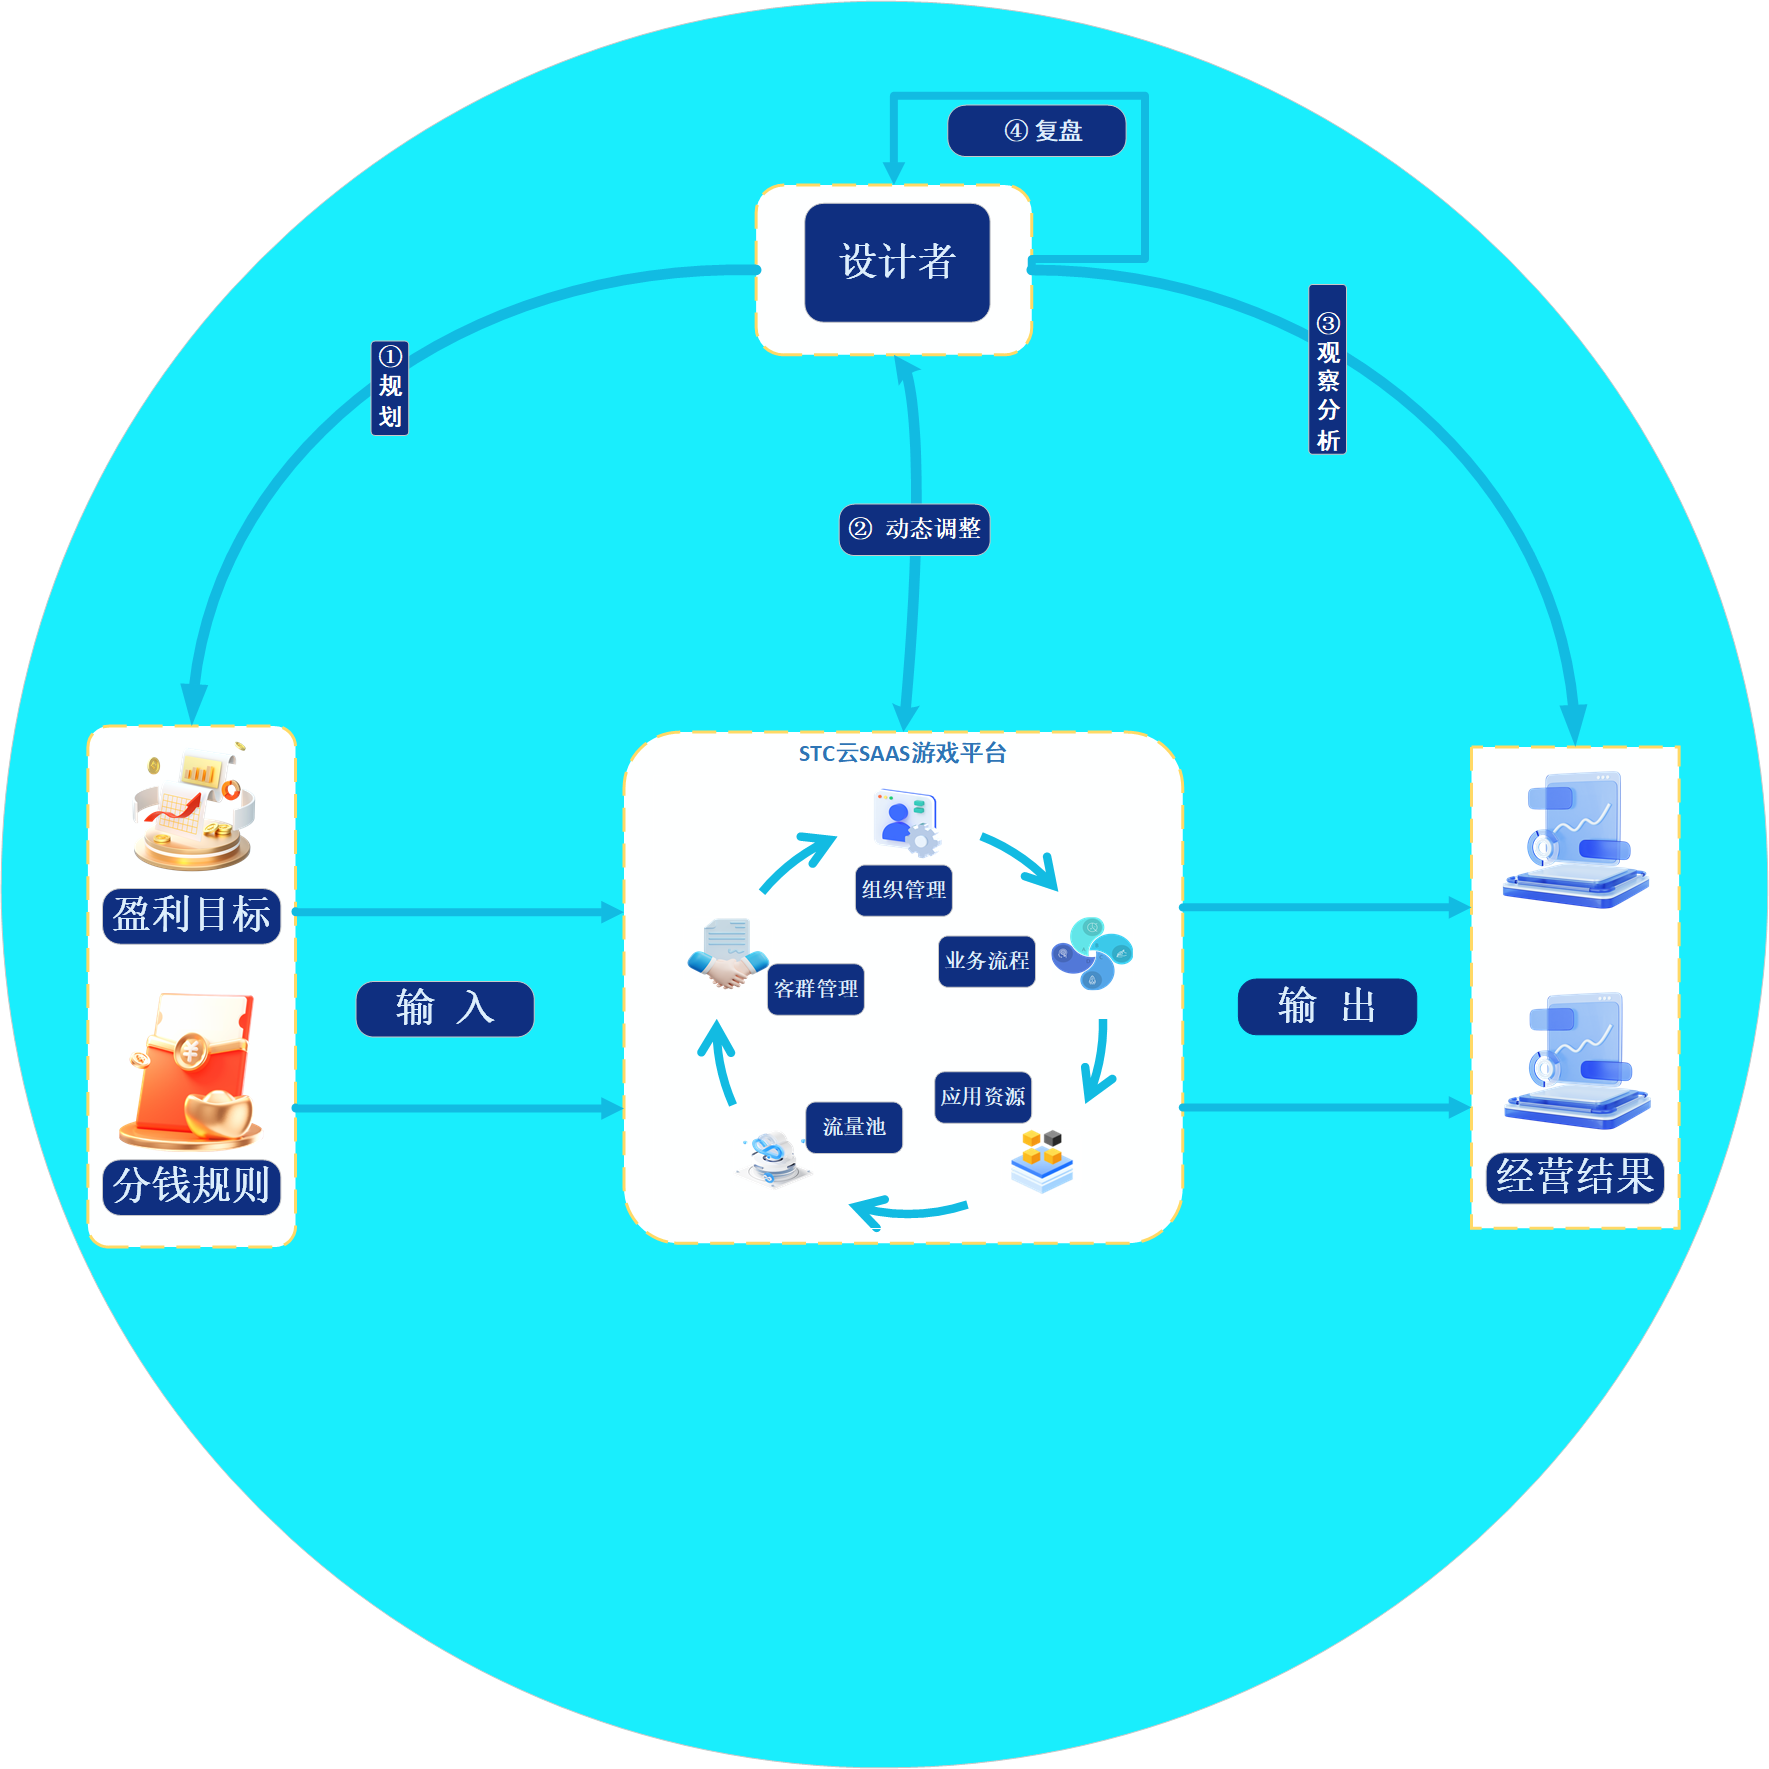 ④ 复盘
设计者
① 规划
③ 观察分析
② 动态调整
STC云SAAS游戏平台
盈利目标
组织管理
业务流程
客群管理
输 入
输 出
应用资源
流量池
分钱规则
经营结果